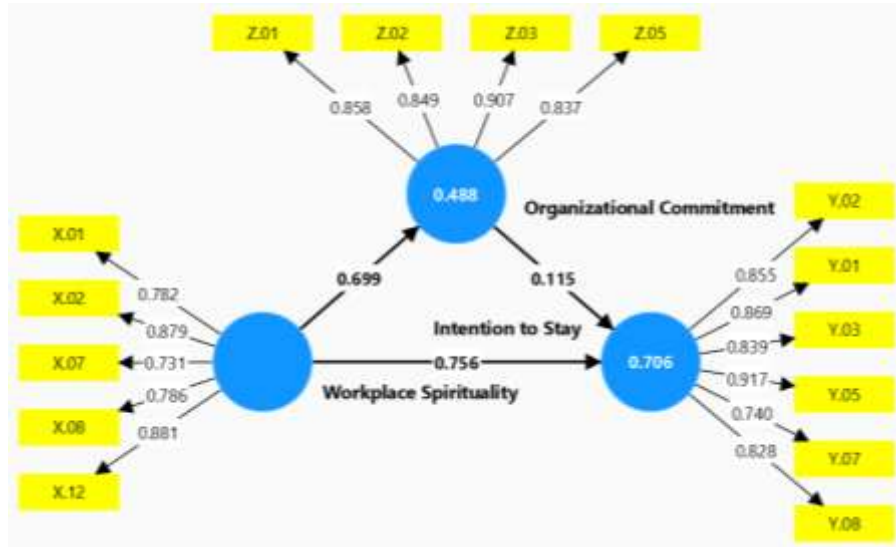 Z.01 Z.02 Z.03 Z.05
0.858 0.849 0.907 0.837
0.488
Organizational Commitment
X.01
X.02
X.07
X.08
X.12
0.782
0.879
0.731
0.786
0.881
0.699
0.115
Intention to Stay
0.756
Workplace Spirituality
0.706
0.855
0.869
0.839
0.917
0.740
0.828
Y.02
Y.01
Y.03
Y.05
Y.07
Y.08